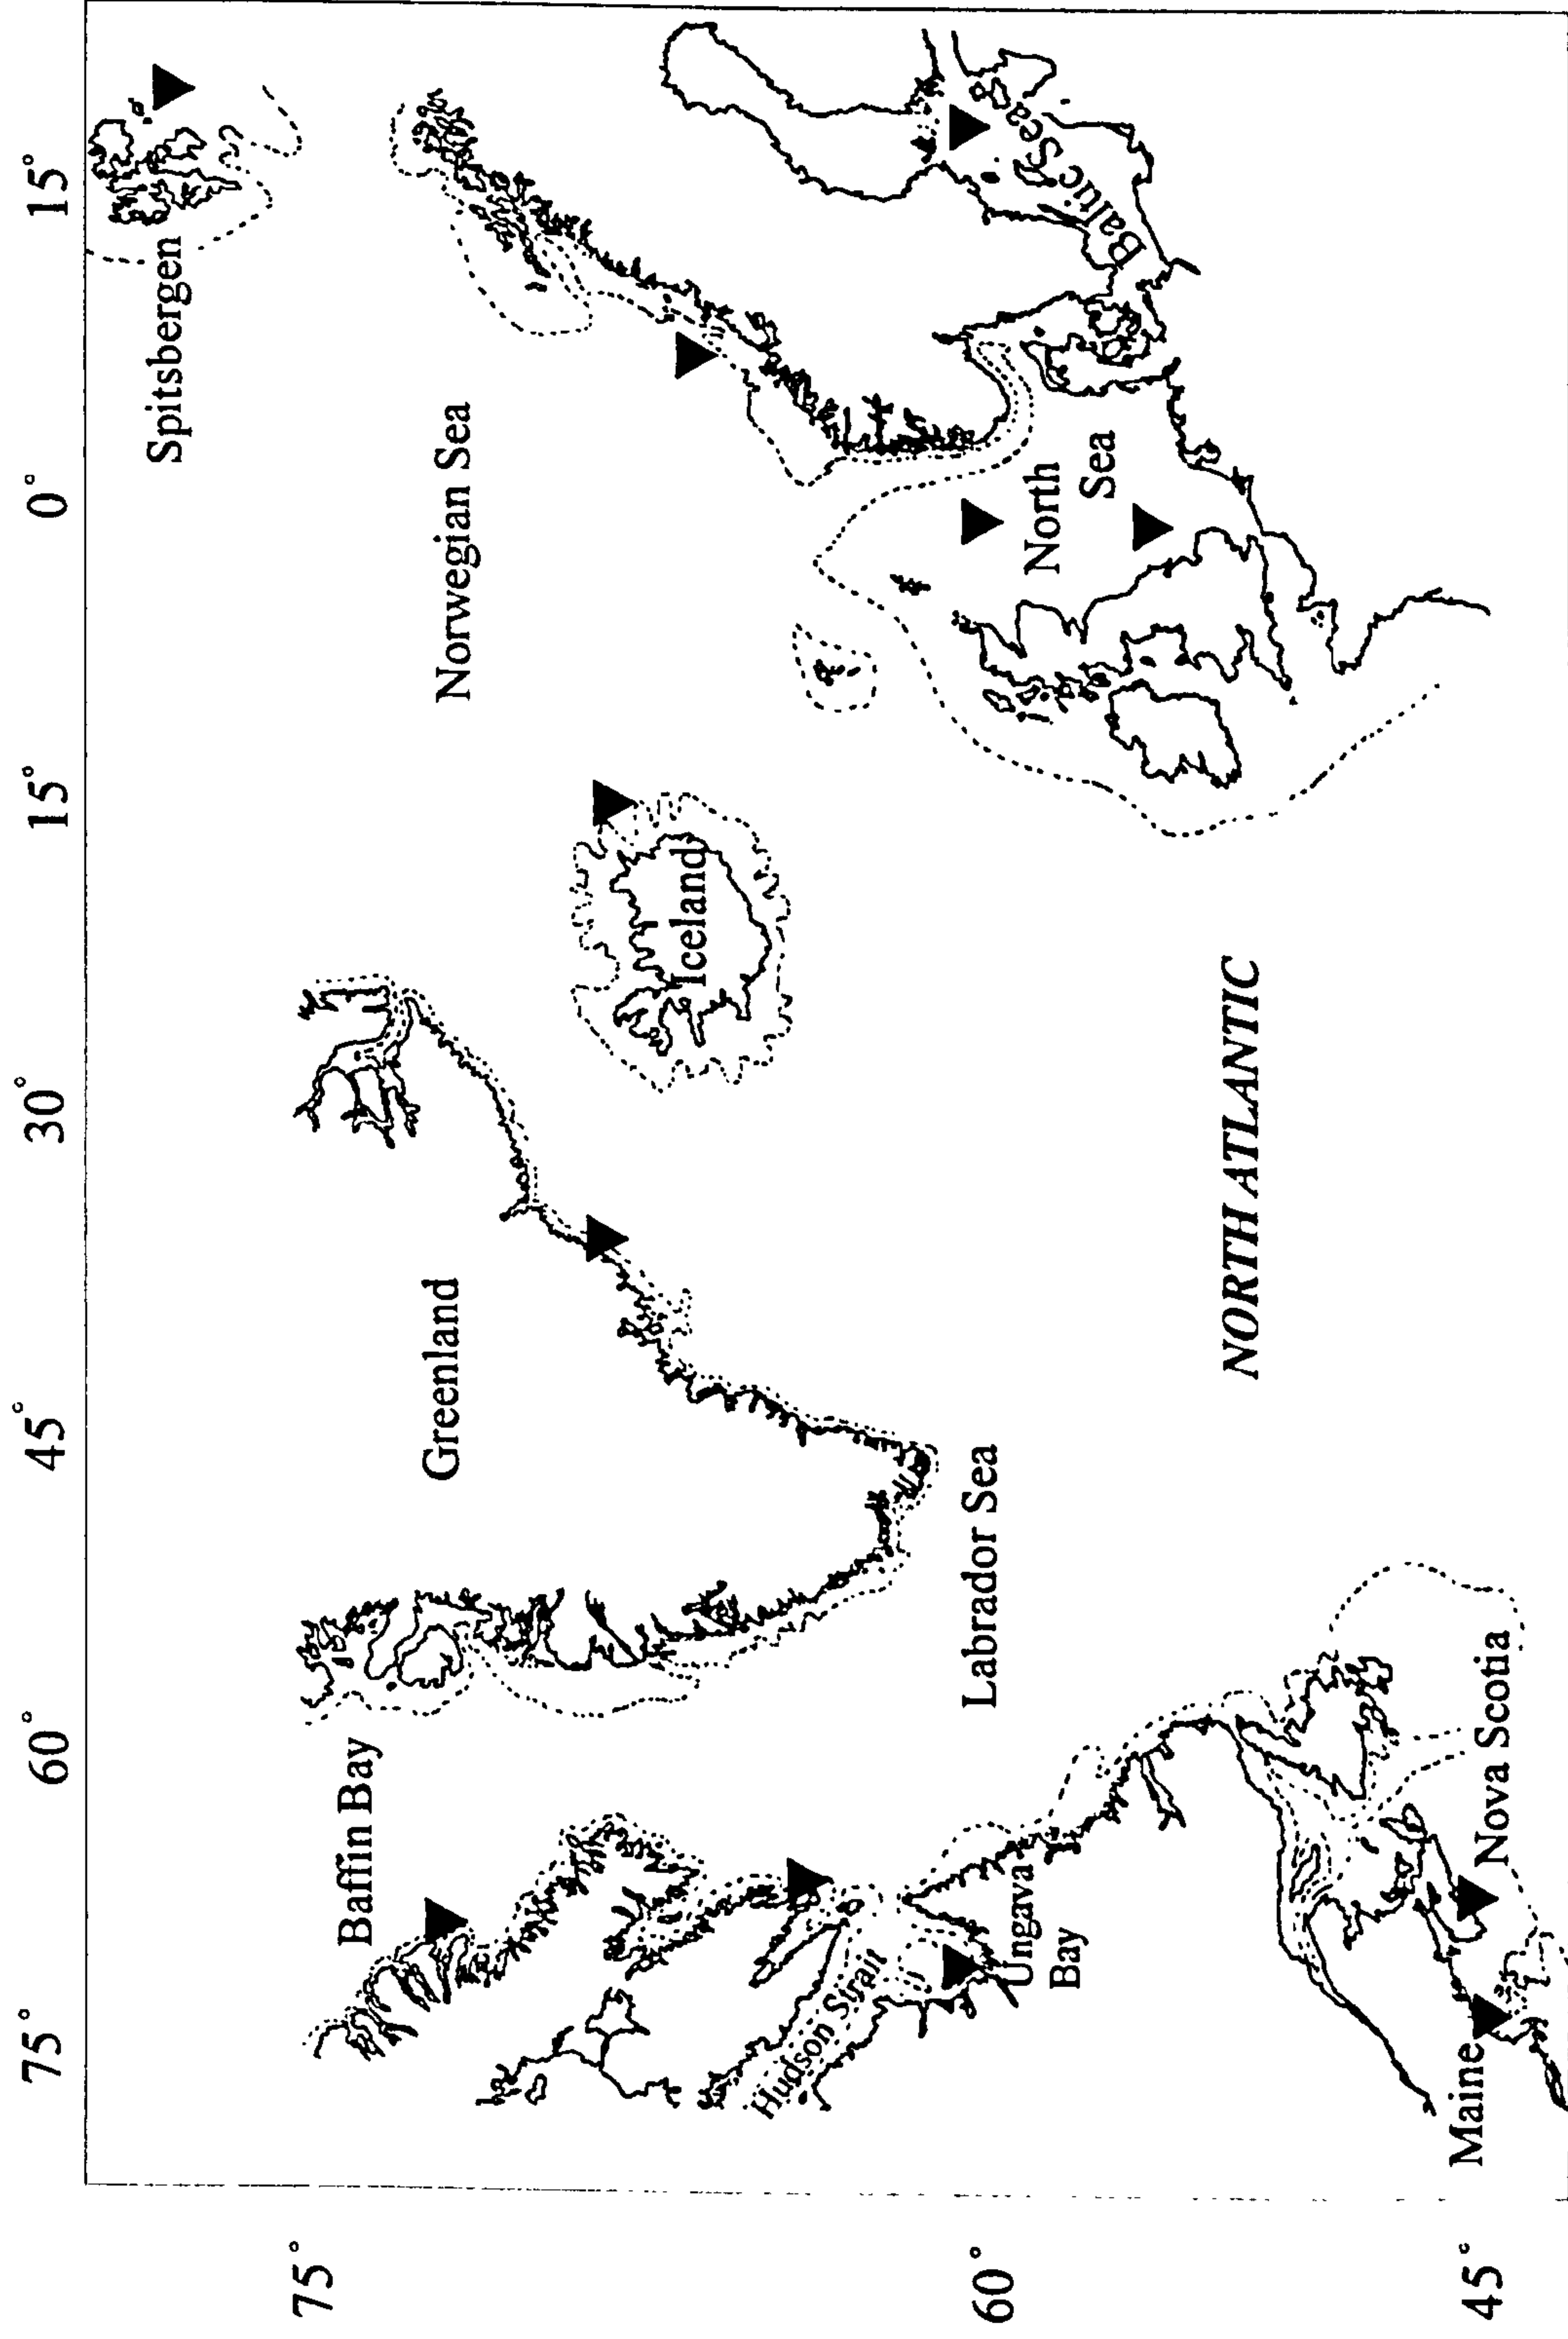 75°
60°
45°
30°
15°
0°
15°
75°
60°
45°
Spitsbergen
Norwegian Sea
Greenland
Baffin Bay
Iceland
Baltic Sea
North
Sea
Labrador Sea
Hudson Strait
Ungava
Bay
NORTH ATLANTIC
Nova Scotia
Maine